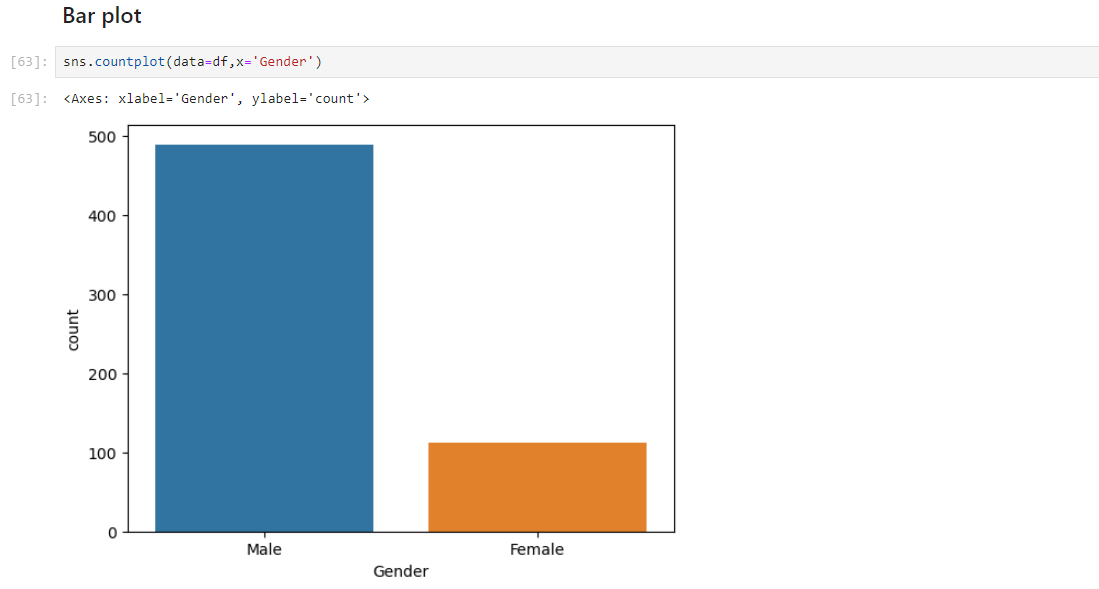 Bar plot
[63]: sns.countplot(data=df,x='Gender')
[63]: <Axes: xlabel='Gender', ylabel='count'>
500
400
300
200
100
0
count
Male Female
Gender